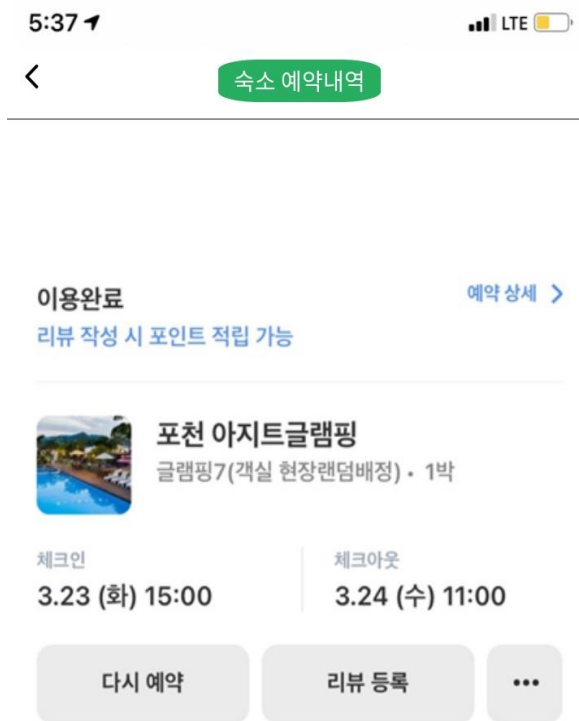 5:37
LTE
숙소 예약내역
이용완료
예약 상세
리뷰 작성 시 포인트 적립 가능
포천 아지트글램핑
글램핑7(객실 현장랜덤배정) • 1박
체크인
체크아웃
3.23 (화) 15:00
3.24 (수) 11:00
다시 예약
리뷰 등록